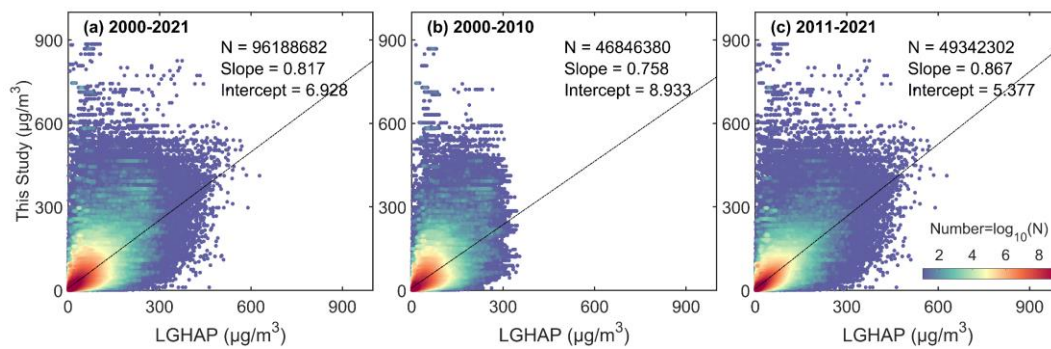 (a) 2000-2021
N = 96188682
Slope = 0.817
Intercept = 6.928
900
600
300
0
This Study (μg/m³)
0 300 600 900
LGHAP (μg/m³)
(b) 2000-2010
N = 46846380
Slope = 0.758
Intercept = 8.933
900
600
300
0
0 300 600 900
LGHAP (μg/m³)
(c) 2011-2021
N = 49342302
Slope = 0.867
Intercept = 5.377
900
600
300
0
0 300 600 900
LGHAP (μg/m³)
Number=log₁₀(N)
2 4 6 8